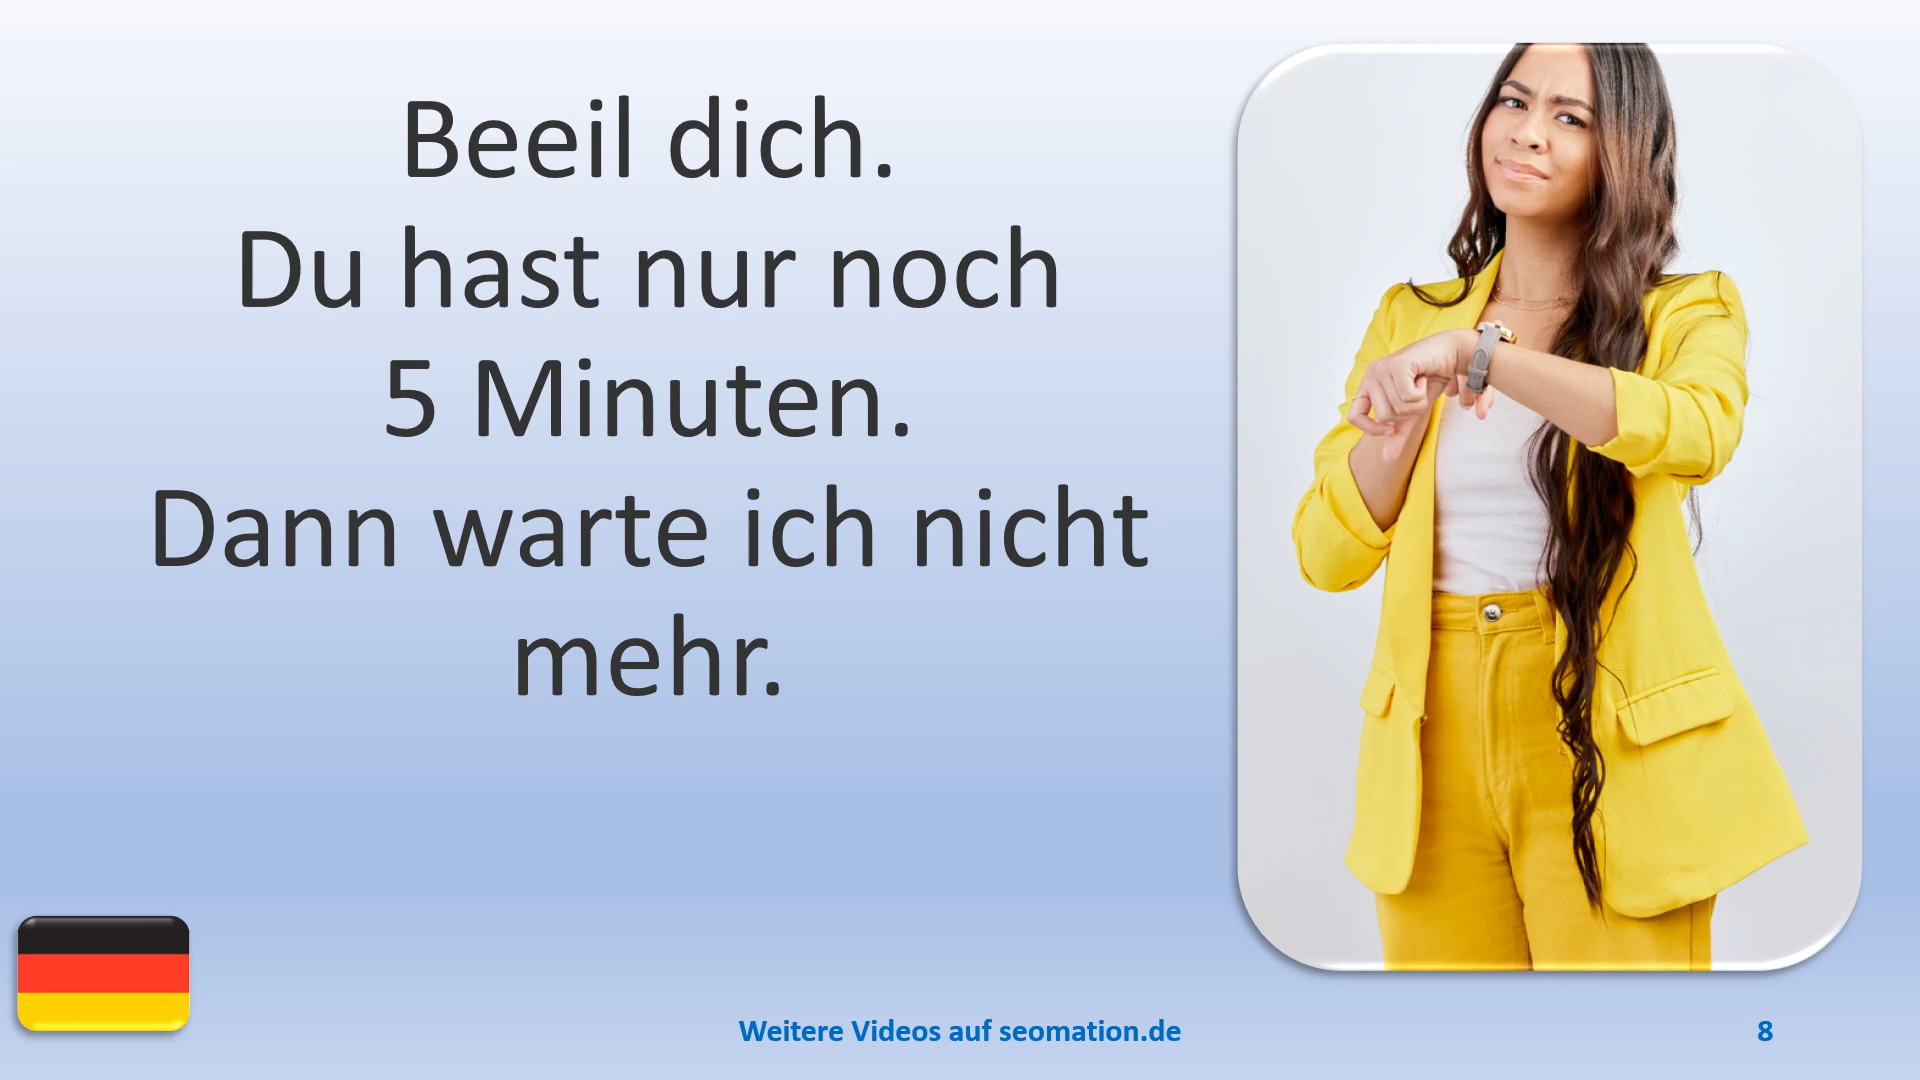 Beeil dich.
Du hast nur noch
5 Minuten.
Dann warte ich nicht
mehr.
Weitere Videos auf seomation.de
8